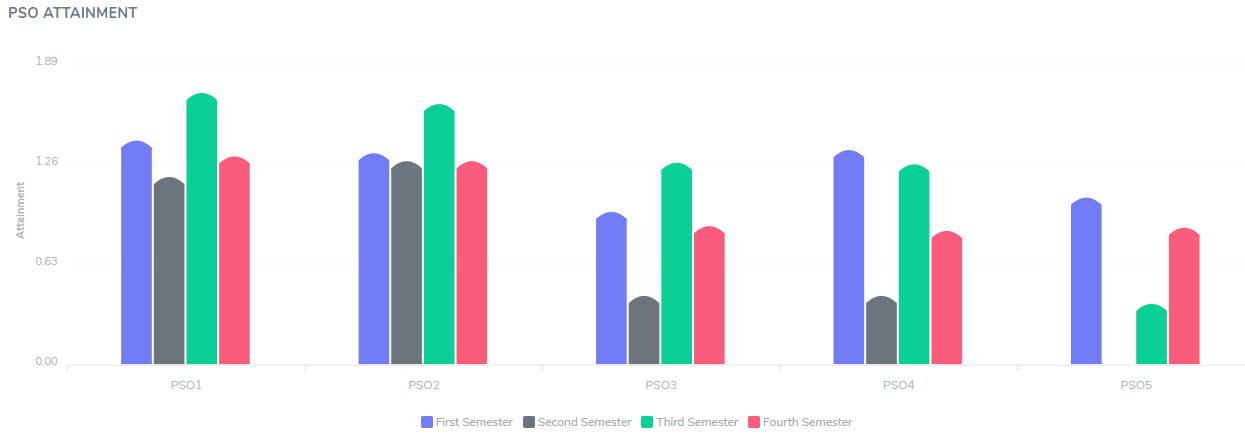 PSO ATTAINMENT
1.89
1.26
0.63
0.00
Attainment
PSO1 PSO2 PSO3 PSO4 PSO5
First Semester Second Semester Third Semester Fourth Semester